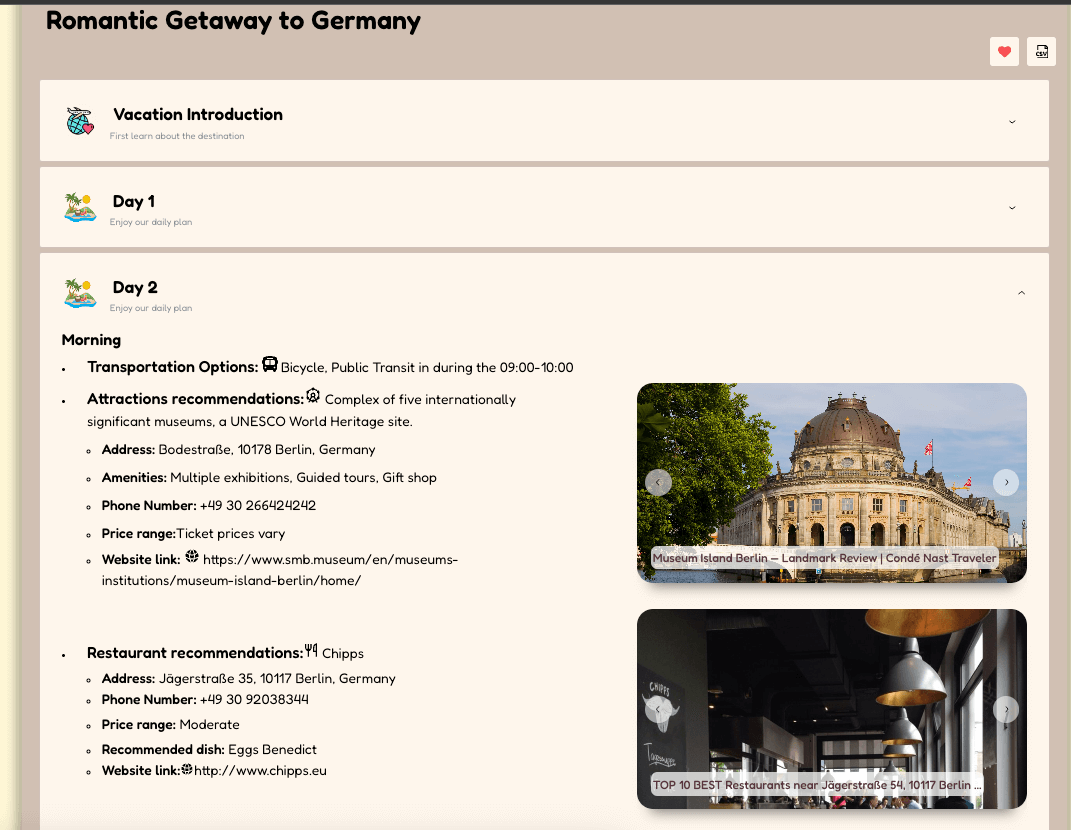 Romantic Getaway to Germany
CSV
Vacation Introduction
First learn about the destination
Day 1
Enjoy our daily plan
Day 2
Enjoy our daily plan
Morning
Transportation Options: Bicycle, Public Transit in during the 09:00-10:00
Attractions recommendations: Complex of five internationally
significant museums, a UNESCO World Heritage site.
Address: Bodestraße, 10178 Berlin, Germany
Amenities: Multiple exhibitions, Guided tours, Gift shop
Phone Number: +49 30 266424242
Price range:Ticket prices vary
Website link: https://www.smb.museum/en/museums-
institutions/museum-island-berlin/home/
Museum Island Berlin — Landmark Review | Condé Nast Traveler
Restaurant recommendations: Chipps
Address: Jägerstraße 35, 10117 Berlin, Germany
Phone Number: +49 30 92038344
Price range: Moderate
Recommended dish: Eggs Benedict
Website link:http://www.chipps.eu
CHIPPS
TOP 10 BEST Restaurants near Jägerstraße 54, 10117 Berlin ...